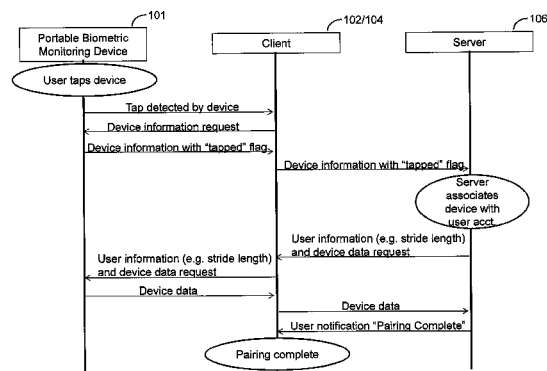 101
102/104
106
Portable Biometric
Monitoring Device
Client
Server
User taps device
Tap detected by device
Device information request
Device information with "tapped" flag
Device information with "tapped" flag
Server
associates
device with
user acct.
User information (e.g. stride length)
and device data request
User information (e.g. stride length)
and device data request
Device data
Device data
User notification "Pairing Complete"
Pairing complete